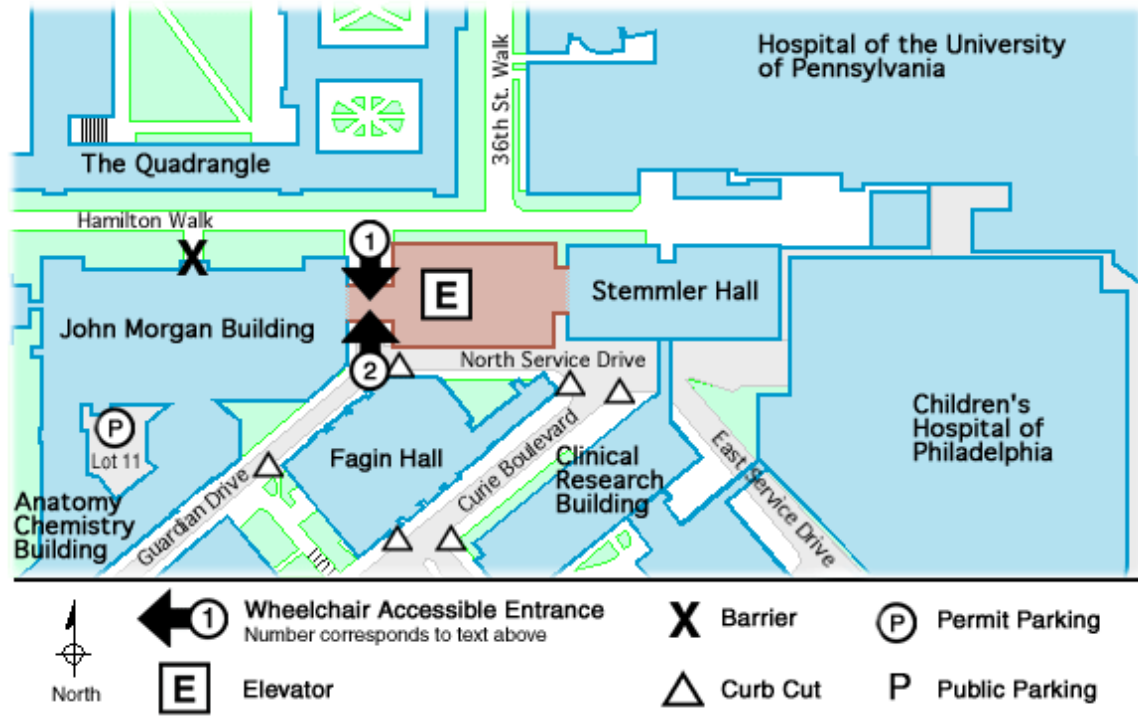 Hospital of the University
of Pennsylvania
36th St. Walk
The Quadrangle
Hamilton Walk
X
1
E
Stemmler Hall
John Morgan Building
2
North Service Drive
P
Lot 11
Fagin Hall
Children's
Hospital of
Philadelphia
Curie Boulevard
Clinical
Research
Building
East Service Drive
Anatomy
Chemistry
Building
Guardian Drive
1 Wheelchair Accessible Entrance
Number corresponds to text above
X Barrier
P Permit Parking
North
E Elevator
Curb Cut
P Public Parking